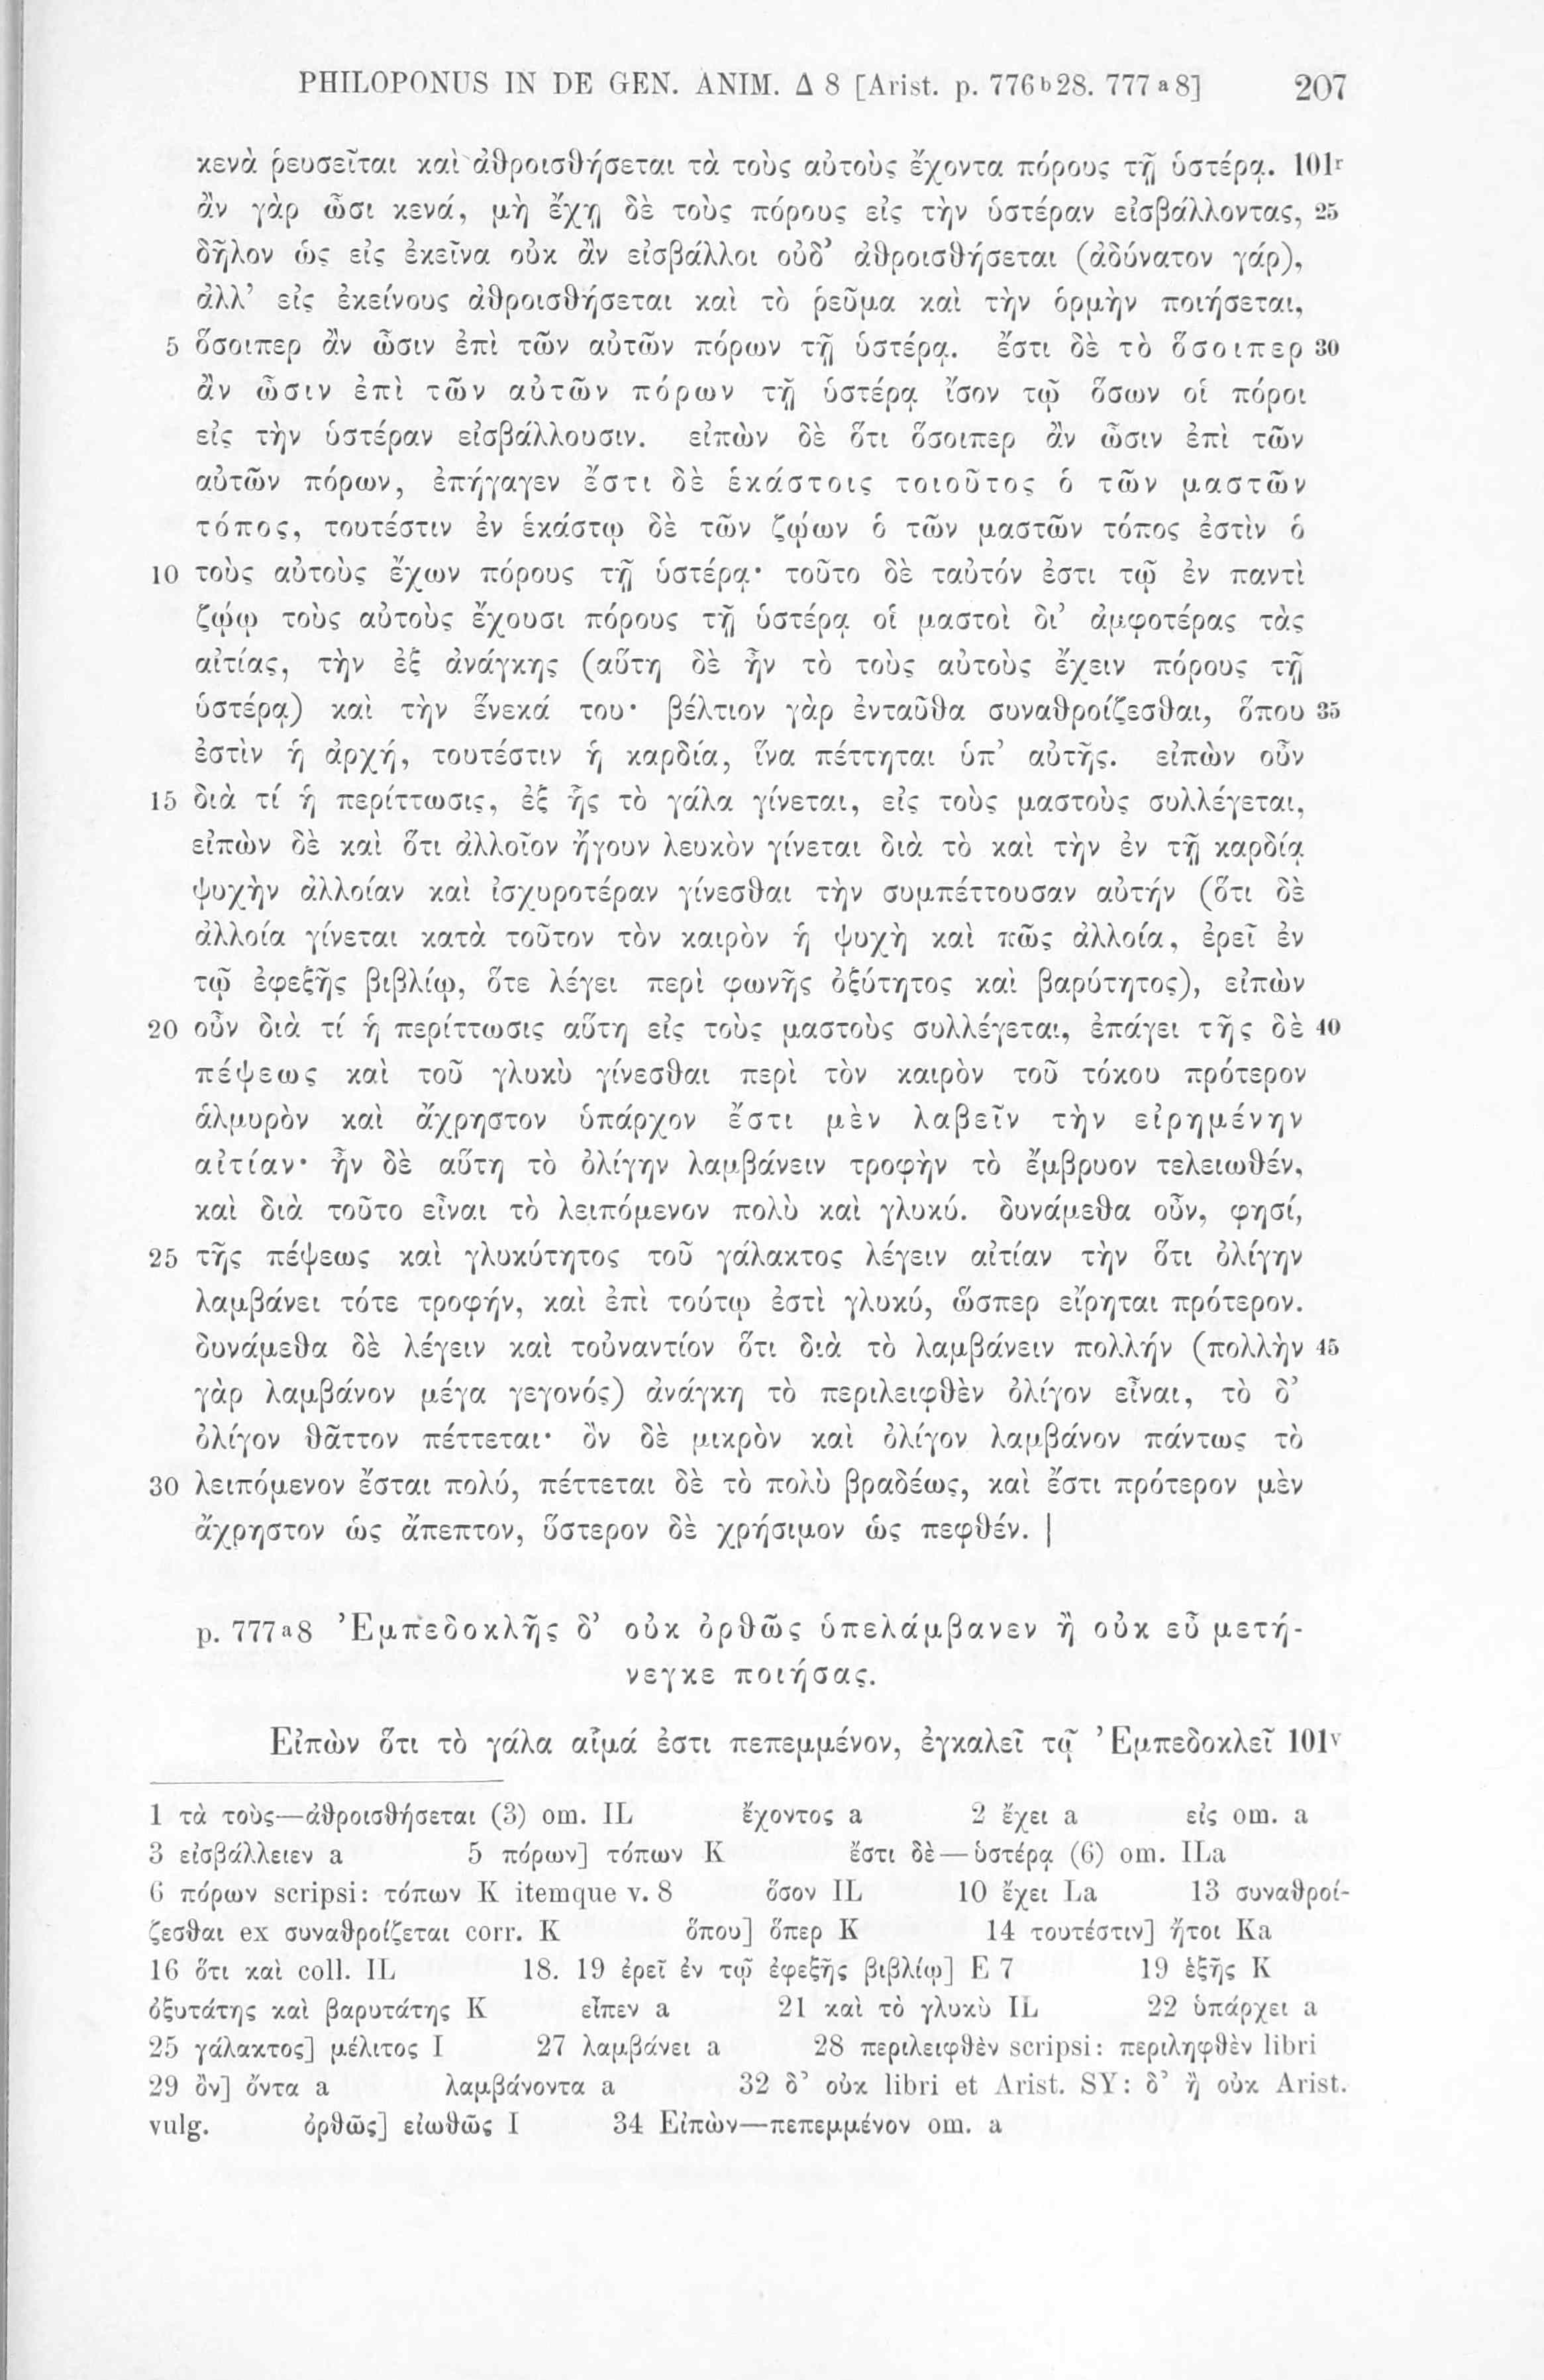 PHILOPONUS IN DE GEN. ANIM. Δ 8 [Arist. p. 776ᵇ28. 777ᵃ8] 207
κενὰ ῥευσεῖται καὶ ἀθροισθήσεται τὰ τοὺς αὐτοὺς ἔχοντα πόρους τῇ ὑστέρᾳ. 101ʳ
ἂν γὰρ ὦσι κενά, μὴ ἔχῃ δὲ τοὺς πόρους εἰς τὴν ὑστέραν εἰσβάλλοντας, 25
δῆλον ὡς εἰς ἐκεῖνα οὐκ ἂν εἰσβάλλοι οὐδ’ ἀθροισθήσεται (ἀδύνατον γάρ),
ἀλλ’ εἰς ἐκείνους ἀθροισθήσεται καὶ τὸ ῥεῦμα καὶ τὴν ὁρμὴν ποιήσεται,
5 ὅσοιπερ ἂν ὦσιν ἐπὶ τῶν αὐτῶν πόρων τῇ ὑστέρᾳ. ἔστι δὲ τὸ ὅσοιπερ 30
ἂν ὦσιν ἐπὶ τῶν αὐτῶν πόρων τῇ ὑστέρᾳ ἴσον τῷ ὅσων οἱ πόροι
εἰς τὴν ὑστέραν εἰσβάλλουσιν. εἰπὼν δὲ ὅτι ὅσοιπερ ἂν ὦσιν ἐπὶ τῶν
αὐτῶν πόρων, ἐπήγαγεν ἔστι δὲ ἑκάστοις τοιοῦτος ὁ τῶν μαστῶν
τόπος, τουτέστιν ἐν ἑκάστῳ δὲ τῶν ζῴων ὁ τῶν μαστῶν τόπος ἐστὶν ὁ
10 τοὺς αὐτοὺς ἔχων πόρους τῇ ὑστέρᾳ· τοῦτο δὲ ταὐτόν ἐστι τῷ ἐν παντὶ
ζῴῳ τοὺς αὐτοὺς ἔχουσι πόρους τῇ ὑστέρᾳ οἱ μαστοὶ δι’ ἀμφοτέρας τὰς
αἰτίας, τὴν ἐξ ἀνάγκης (αὕτη δὲ ἦν τὸ τοὺς αὐτοὺς ἔχειν πόρους τῇ
ὑστέρᾳ) καὶ τὴν ἕνεκά του· βέλτιον γὰρ ἐνταῦθα συναθροίζεσθαι, ὅπου 35
ἐστὶν ἡ ἀρχή, τουτέστιν ἡ καρδία, ἵνα πέττηται ὑπ’ αὐτῆς. εἰπὼν οὖν
15 διὰ τί ἡ περίττωσις, ἐξ ἧς τὸ γάλα γίνεται, εἰς τοὺς μαστοὺς συλλέγεται,
εἰπὼν δὲ καὶ ὅτι ἀλλοῖον ἤγουν λευκὸν γίνεται διὰ τὸ καὶ τὴν ἐν τῇ καρδίᾳ
ψυχὴν ἀλλοίαν καὶ ἰσχυροτέραν γίνεσθαι τὴν συμπέττουσαν αὐτήν (ὅτι δὲ
ἀλλοία γίνεται κατὰ τοῦτον τὸν καιρὸν ἡ ψυχὴ καὶ πῶς ἀλλοία, ἐρεῖ ἐν
τῷ ἐφεξῆς βιβλίῳ, ὅτε λέγει περὶ φωνῆς ὀξύτητος καὶ βαρύτητος), εἰπὼν
20 οὖν διὰ τί ἡ περίττωσις αὕτη εἰς τοὺς μαστοὺς συλλέγεται, ἐπάγει τῆς δὲ 40
πέψεως καὶ τοῦ γλυκὺ γίνεσθαι περὶ τὸν καιρὸν τοῦ τόκου πρότερον
ἁλμυρὸν καὶ ἄχρηστον ὑπάρχον ἔστι μὲν λαβεῖν τὴν εἰρημένην
αἰτίαν· ἦν δὲ αὕτη τὸ ὀλίγην λαμβάνειν τροφὴν τὸ ἔμβρυον τελειωθέν,
καὶ διὰ τοῦτο εἶναι τὸ λειπόμενον πολὺ καὶ γλυκύ. δυνάμεθα οὖν, φησί,
25 τῆς πέψεως καὶ γλυκύτητος τοῦ γάλακτος λέγειν αἰτίαν τὴν ὅτι ὀλίγην
λαμβάνει τότε τροφήν, καὶ ἐπὶ τούτῳ ἐστὶ γλυκύ, ὥσπερ εἴρηται πρότερον.
δυνάμεθα δὲ λέγειν καὶ τοὐναντίον ὅτι διὰ τὸ λαμβάνειν πολλήν (πολλὴν 45
γὰρ λαμβάνον μέγα γεγονός) ἀνάγκη τὸ περιλειφθὲν ὀλίγον εἶναι, τὸ δ’
ὀλίγον θᾶττον πέττεται· ὂν δὲ μικρὸν καὶ ὀλίγον λαμβάνον πάντως τὸ
30 λειπόμενον ἔσται πολύ, πέττεται δὲ τὸ πολὺ βραδέως, καὶ ἔστι πρότερον μὲν
ἄχρηστον ὡς ἄπεπτον, ὕστερον δὲ χρήσιμον ὡς πεφθέν. |
p. 777ᵃ8 Ἐμπεδοκλῆς δ’ οὐκ ὀρθῶς ὑπελάμβανεν ἢ οὐκ εὖ μετή-
νεγκε ποιήσας.
Εἰπὼν ὅτι τὸ γάλα αἷμά ἐστι πεπεμμένον, ἐγκαλεῖ τῷ Ἐμπεδοκλεῖ 101ᵛ
1 τὰ τοὺς—ἀθροισθήσεται (3) om. IL ἔχοντος a 2 ἔχει a εἰς om. a
3 εἰσβάλλειεν a 5 πόρων] τόπων K ἔστι δὲ—ὑστέρᾳ (6) om. ILa
6 πόρων scripsi: τόπων K itemque v. 8 ὅσον IL 10 ἔχει La 13 συναθροί-
ζεσθαι ex συναθροίζεται corr. K ὅπου] ὅπερ K 14 τουτέστιν] ἤτοι Ka
16 ὅτι καὶ coll. IL 18. 19 ἐρεῖ ἐν τῷ ἐφεξῆς βιβλίῳ] E 7 19 ἑξῆς K
ὀξυτάτης καὶ βαρυτάτης K εἶπεν a 21 καὶ τὸ γλυκὺ IL 22 ὑπάρχει a
25 γάλακτος] μέλιτος I 27 λαμβάνει a 28 περιλειφθὲν scripsi: περιληφθὲν libri
29 ὂν] ὄντα a λαμβάνοντα a 32 δ’ οὐκ libri et Arist. SY: δ’ ἢ οὐκ Arist.
vulg. ὀρθῶς] εἰωθῶς I 34 Εἰπὼν—πεπεμμένον om. a